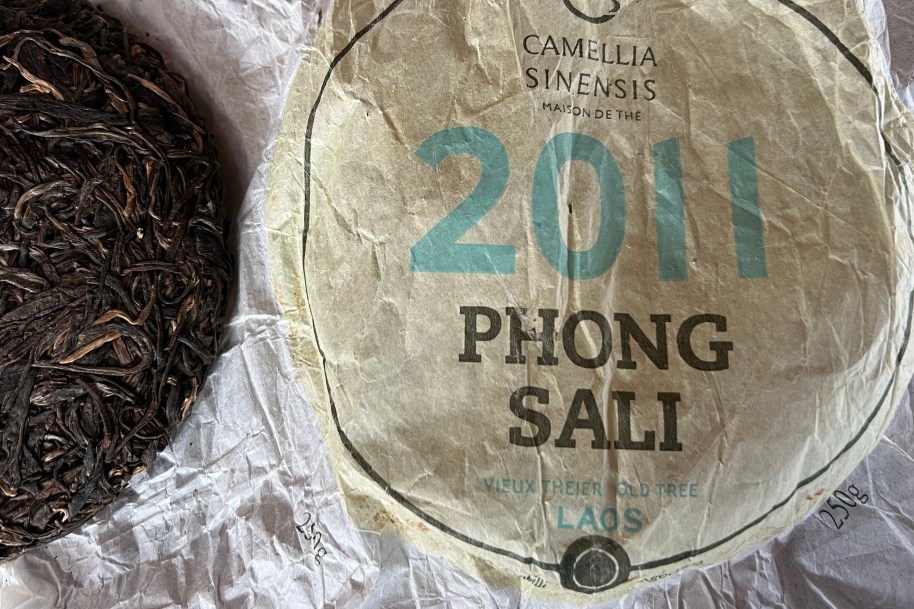 CAMELLIA
SINENSIS
MAISON DE THÉ
2011
PHONG
SALI
VIEUX THEIER OLD TREE
LAOS
250g
250g